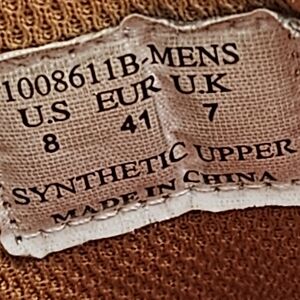 1008611B-MENS
U.S EUR U.K
8 41 7
SYNTHETIC UPPER
MADE IN CHINA